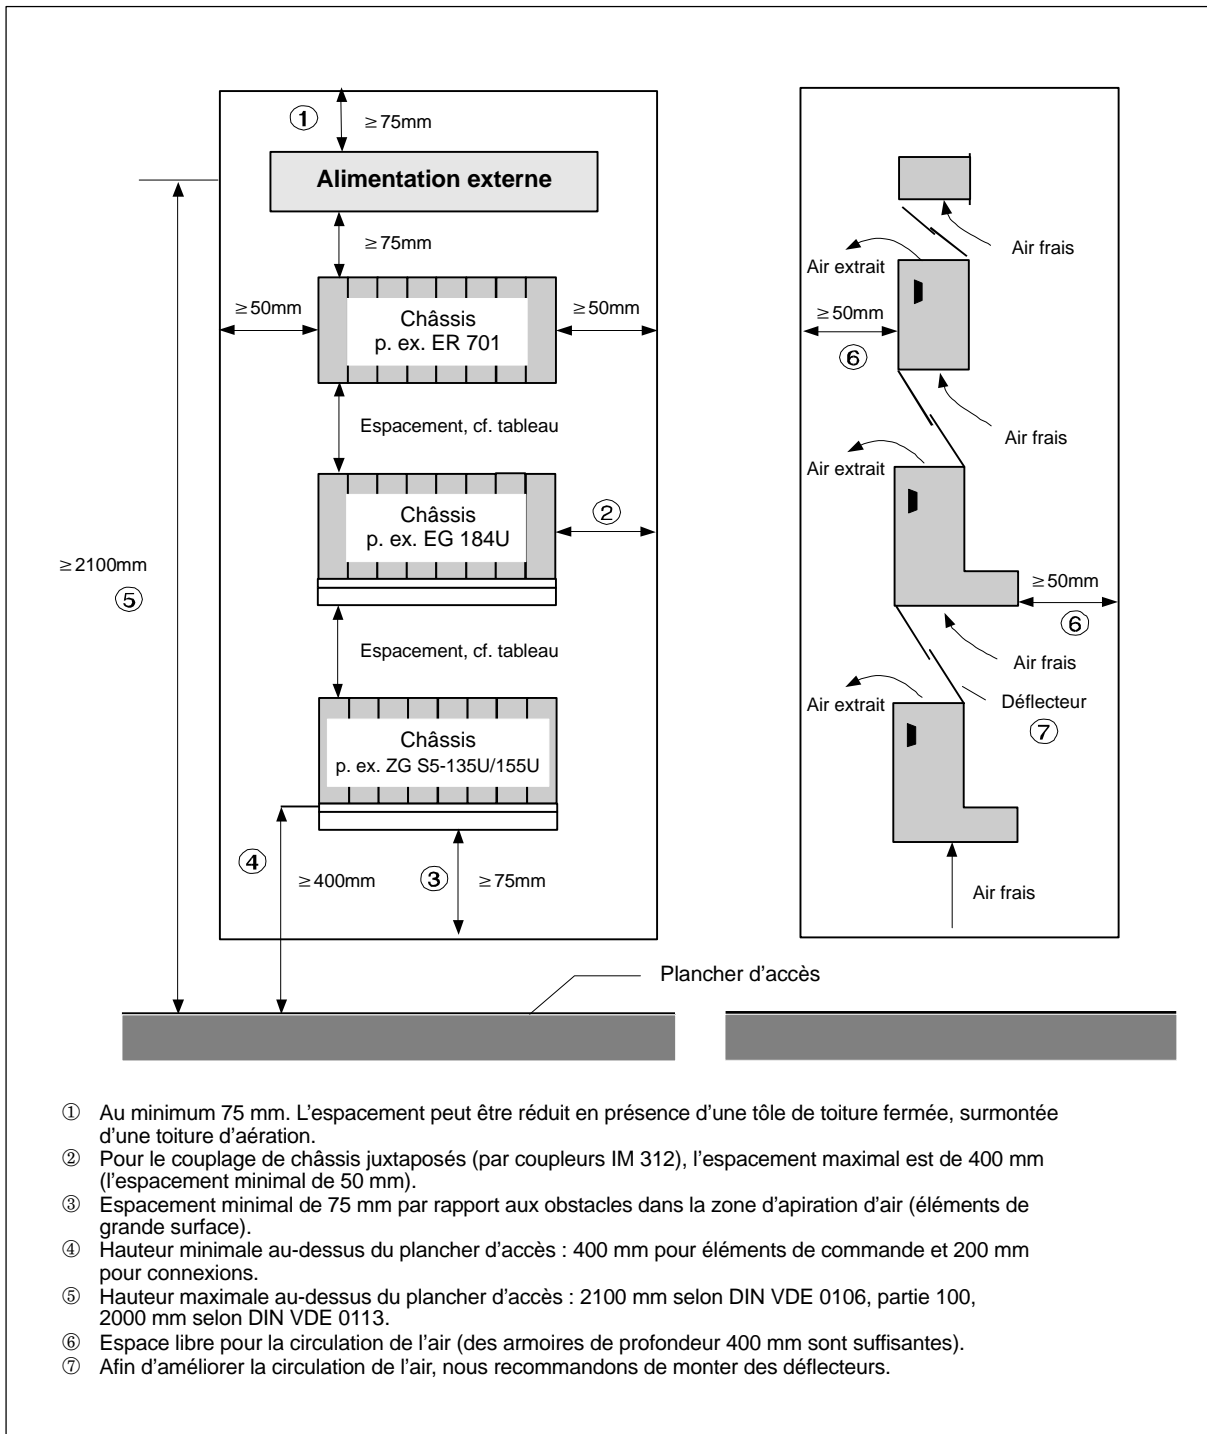 ① ≥75mm
Alimentation externe
≥75mm
≥50mm
≥50mm
Châssis
p. ex. ER 701
Espacement, cf. tableau
Châssis
p. ex. EG 184U
②
≥2100mm
⑤
Espacement, cf. tableau
Châssis
p. ex. ZG S5-135U/155U
④
≥400mm
③ ≥75mm
Plancher d'accès
Air frais
Air extrait
≥50mm
⑥
Air frais
Air extrait
≥50mm
⑥
Air frais
Air extrait
Déflecteur
⑦
Air frais
① Au minimum 75 mm. L'espacement peut être réduit en présence d'une tôle de toiture fermée, surmontée
d'une toiture d'aération.
② Pour le couplage de châssis juxtaposés (par coupleurs IM 312), l'espacement maximal est de 400 mm
(l'espacement minimal de 50 mm).
③ Espacement minimal de 75 mm par rapport aux obstacles dans la zone d'apiration d'air (éléments de
grande surface).
④ Hauteur minimale au-dessus du plancher d'accès : 400 mm pour éléments de commande et 200 mm
pour connexions.
⑤ Hauteur maximale au-dessus du plancher d'accès : 2100 mm selon DIN VDE 0106, partie 100,
2000 mm selon DIN VDE 0113.
⑥ Espace libre pour la circulation de l'air (des armoires de profondeur 400 mm sont suffisantes).
⑦ Afin d'améliorer la circulation de l'air, nous recommandons de monter des déflecteurs.